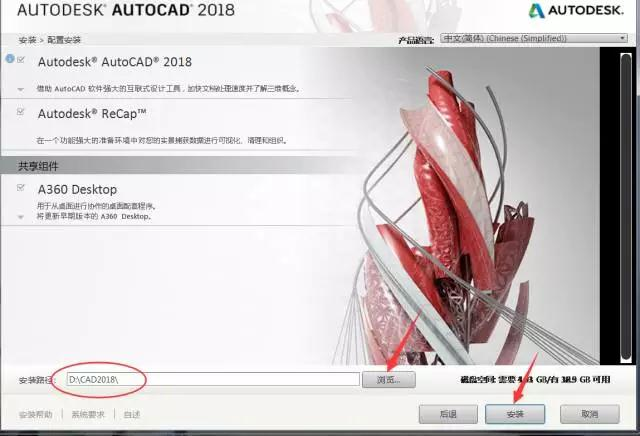 AUTODESK® AUTOCAD® 2018
AUTODESK.
安装 > 配置安装
产品语言: 中文(简体) (Chinese (Simplified))
Autodesk® AutoCAD® 2018
借助 AutoCAD 软件强大的互联式设计工具，加快文档处理速度并了解三维概念。
Autodesk® ReCap™
在一个功能强大的准备环境中对您的实景捕获数据进行可视化、清理和组织。
共享组件
A360 Desktop
用于从桌面进行协作的桌面配套程序。
将更新早期版本的 A360 Desktop。
安装路径: D:\CAD2018\ 浏览...
磁盘空间: 需要 GB/有 GB 可用
安装帮助 | 系统要求 | 自述
后退 安装 取消